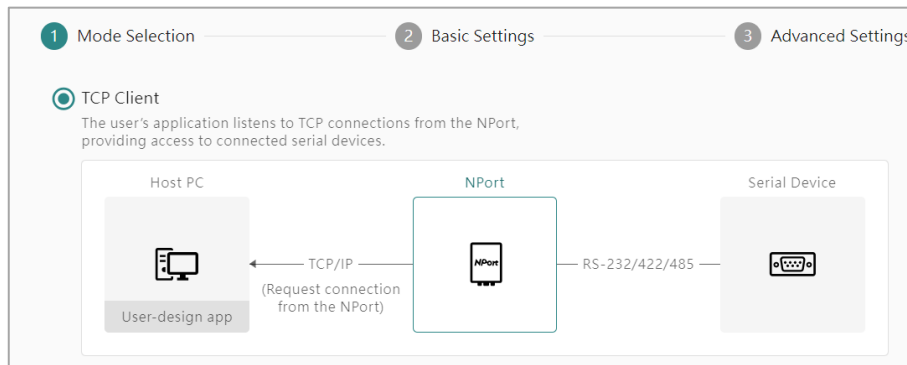 1 Mode Selection
2 Basic Settings
3 Advanced Settings
TCP Client
The user's application listens to TCP connections from the NPort,
providing access to connected serial devices.
Host PC
NPort
Serial Device
TCP/IP
(Request connection
from the NPort)
NPort
RS-232/422/485
User-design app